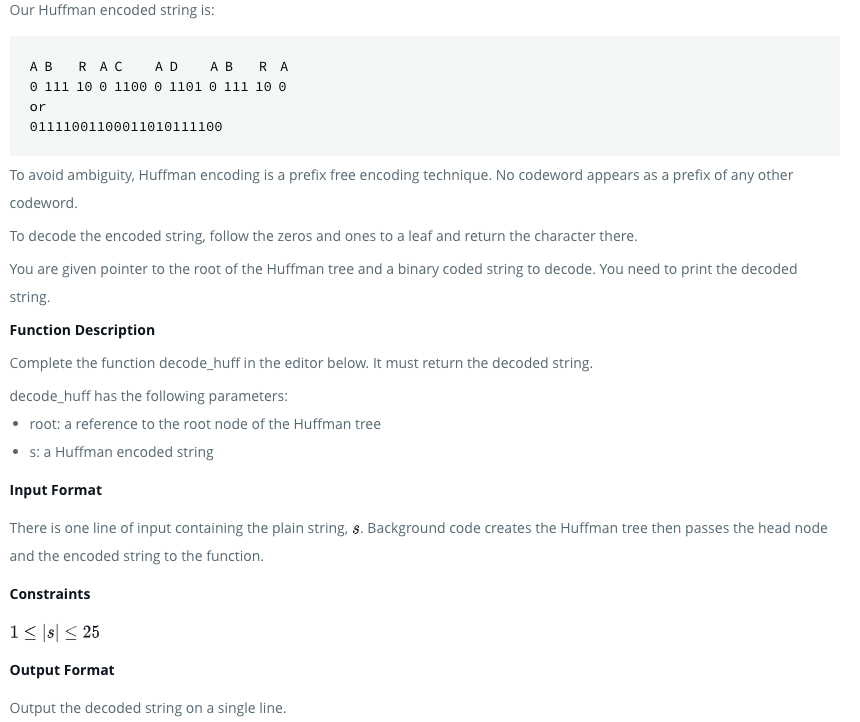 Our Huffman encoded string is:
A B   R A C    A D    A B   R  A
0 111 10 0 1100 0 1101 0 111 10 0
or
01111001100011010111100
To avoid ambiguity, Huffman encoding is a prefix free encoding technique. No codeword appears as a prefix of any other
codeword.
To decode the encoded string, follow the zeros and ones to a leaf and return the character there.
You are given pointer to the root of the Huffman tree and a binary coded string to decode. You need to print the decoded
string.
Function Description
Complete the function decode_huff in the editor below. It must return the decoded string.
decode_huff has the following parameters:
• root: a reference to the root node of the Huffman tree
• s: a Huffman encoded string
Input Format
There is one line of input containing the plain string, s. Background code creates the Huffman tree then passes the head node
and the encoded string to the function.
Constraints
1 ≤ |s| ≤ 25
Output Format
Output the decoded string on a single line.